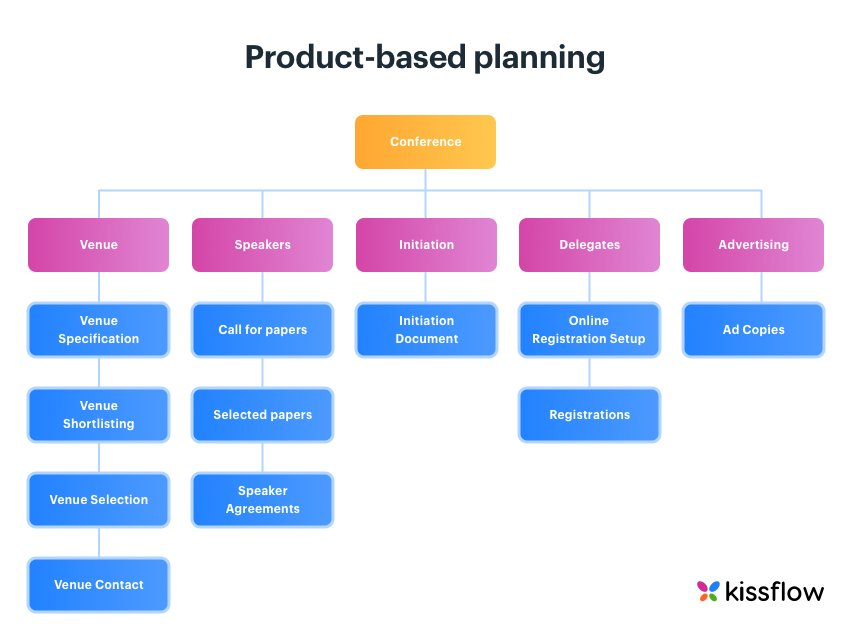 Product-based planning
Conference
Venue
Speakers
Initiation
Delegates
Advertising
Venue
Specification
Call for papers
Initiation
Document
Online
Registration Setup
Ad Copies
Venue
Shortlisting
Selected papers
Registrations
Venue Selection
Speaker
Agreements
Venue Contact
kissflow